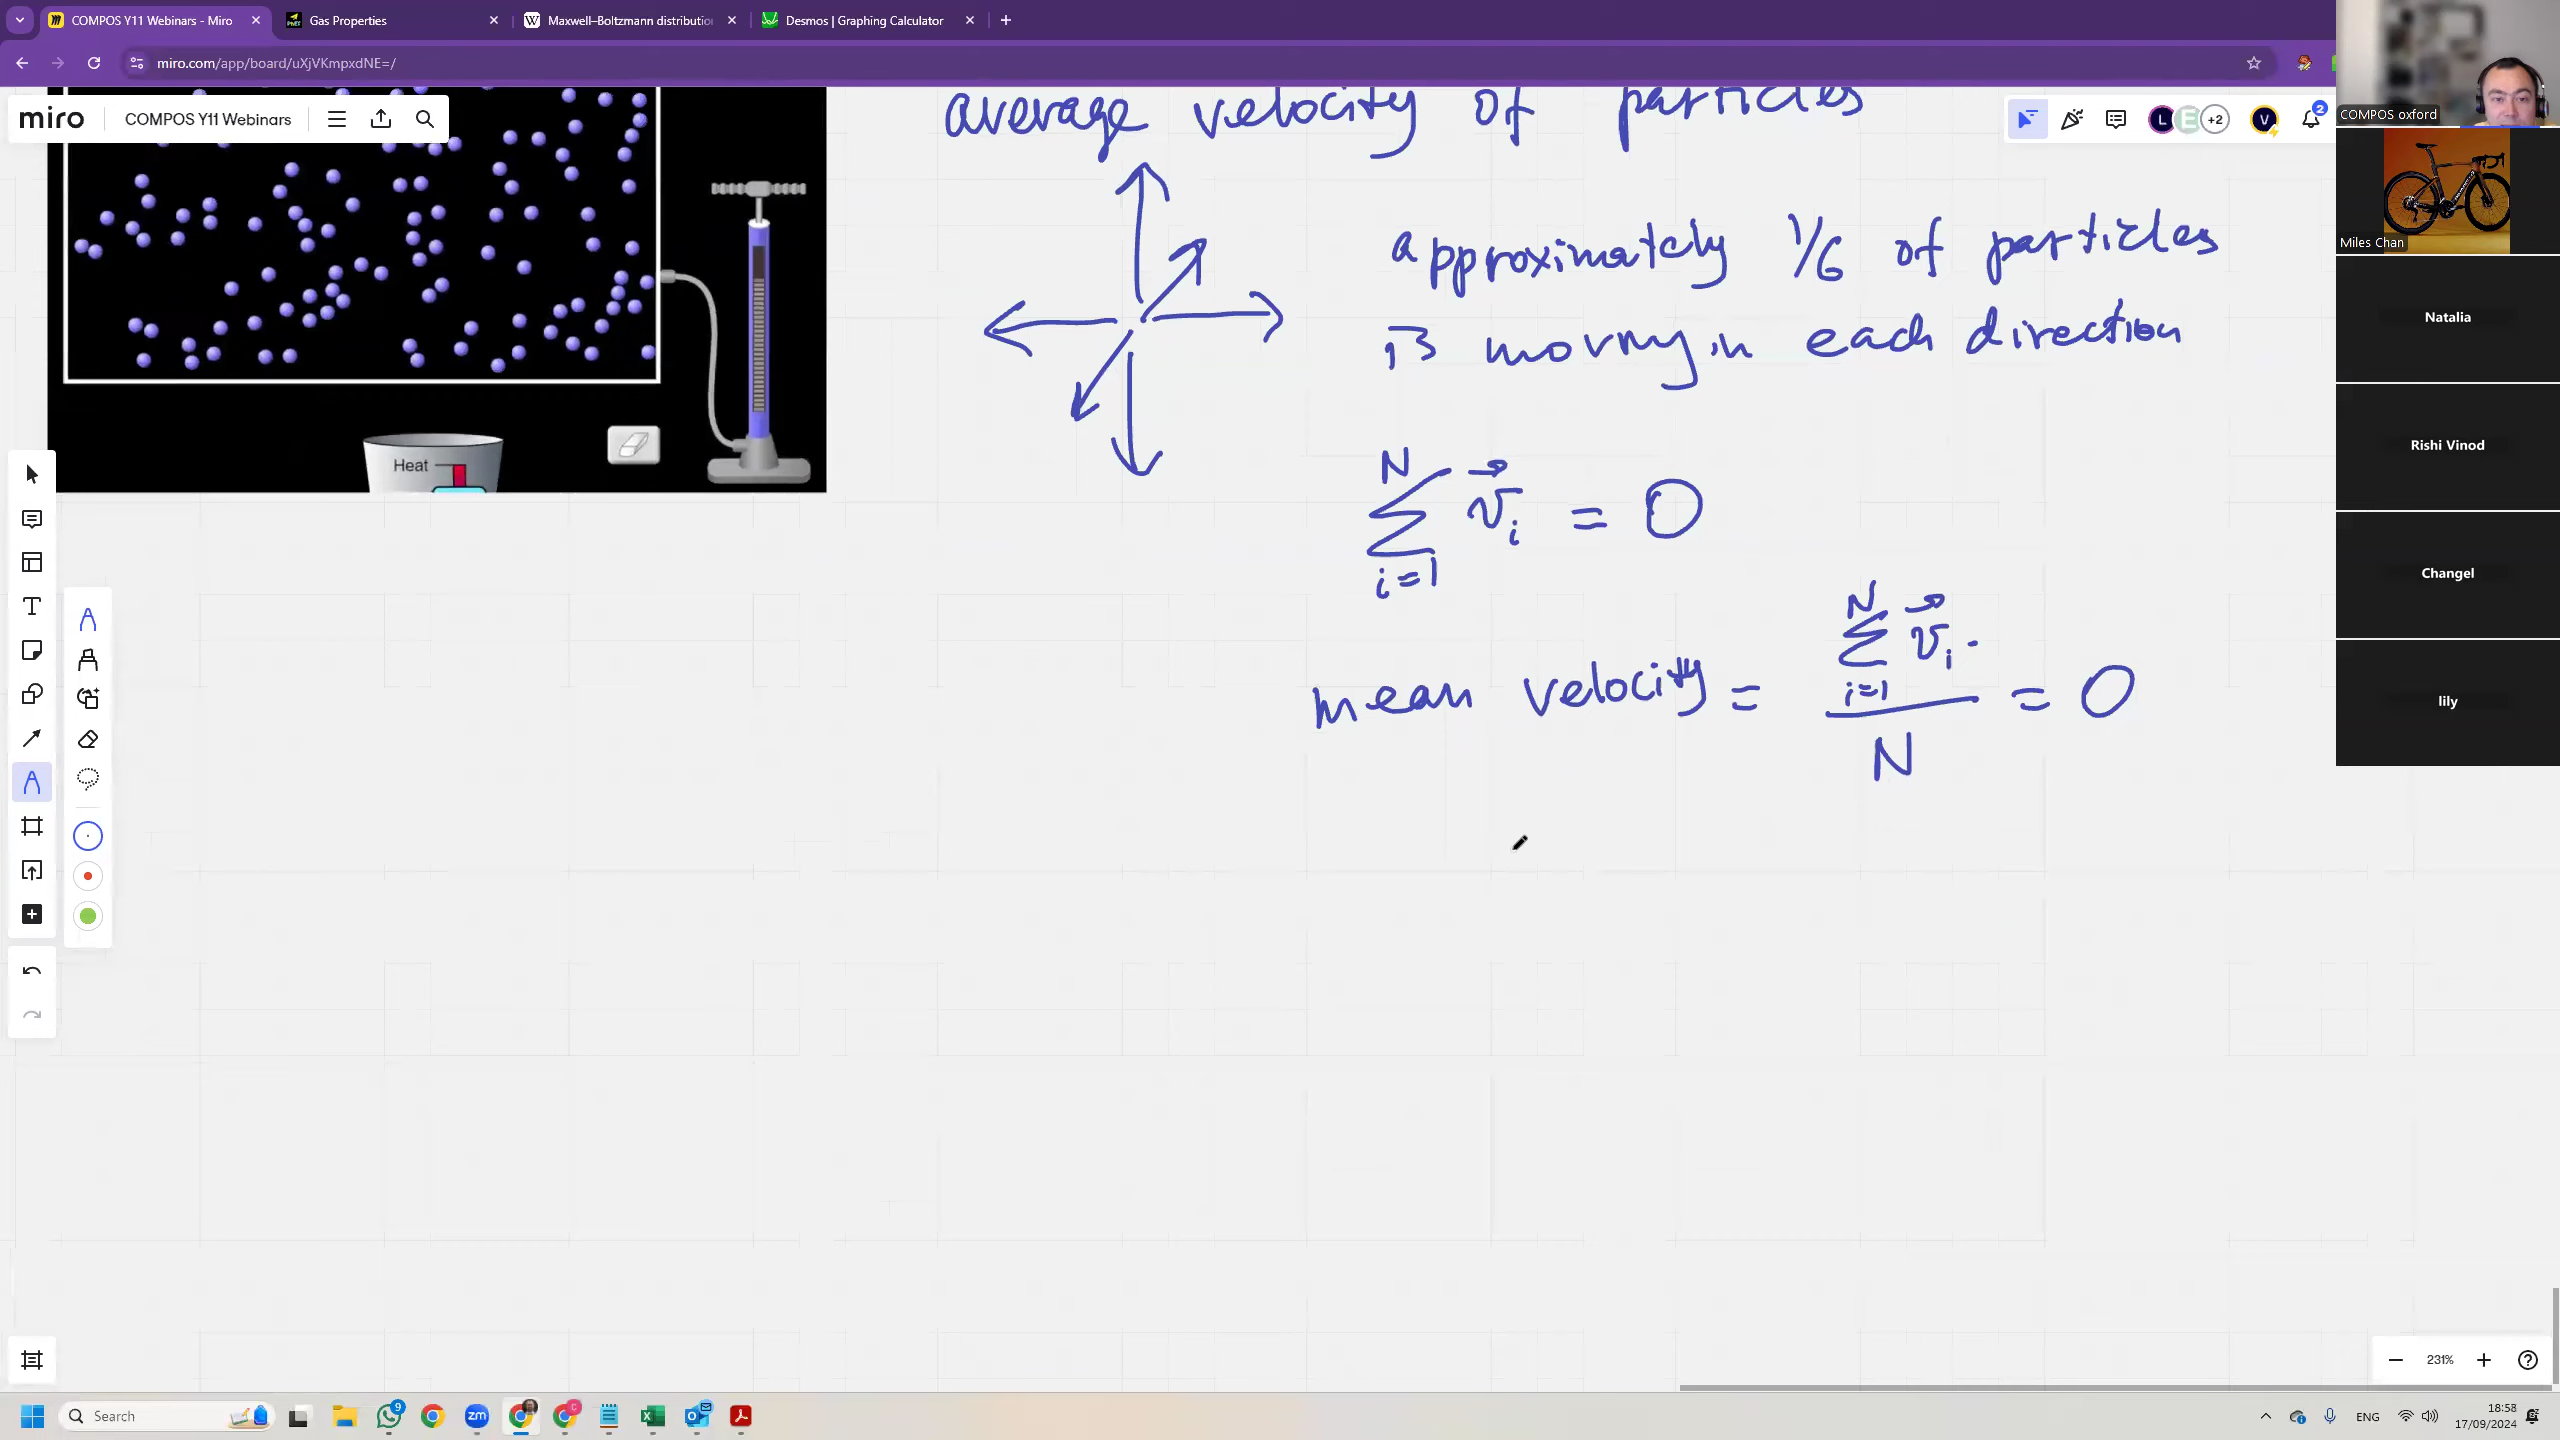 COMPOS Y11 Webinars - Miro
Gas Properties
Maxwell–Boltzmann distributio
Desmos | Graphing Calculator
miro.com/app/board/uXjVKmpxdNE=/
miro
COMPOS Y11 Webinars
L
E
+2
V
2
COMPOS oxford
Miles Chan
Natalia
Rishi Vinod
Changel
lily
average velocity of particles
approximately 1/6 of particles
is moving in each direction
Heat
N
∑ v⃗i = 0
i=1
N
∑ v⃗i
i=1
mean velocity = = 0
N
231%
Search
9
zm
ENG
18:58
17/09/2024